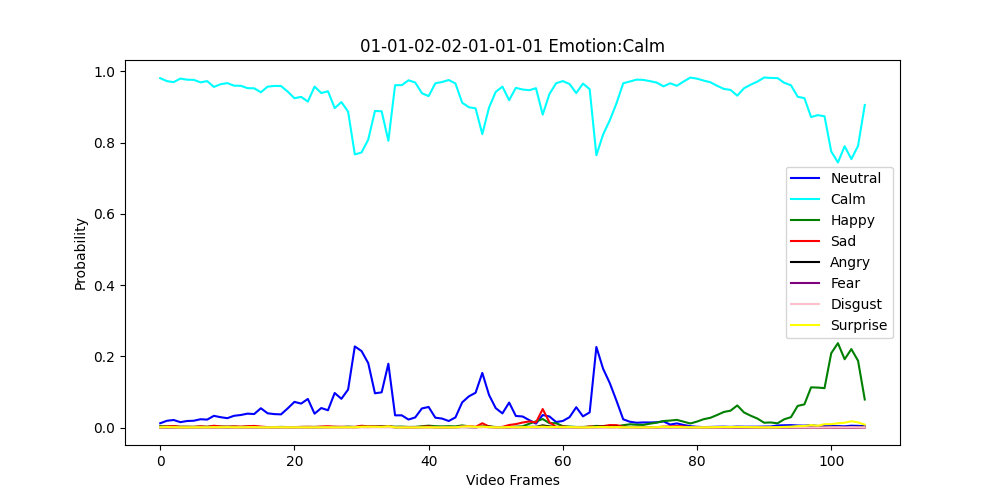 01-01-02-02-01-01-01 Emotion:Calm
1.0
0.8
0.6
0.4
0.2
0.0
Probability
0
20
40
60
80
100
Video Frames
Neutral
Calm
Happy
Sad
Angry
Fear
Disgust
Surprise